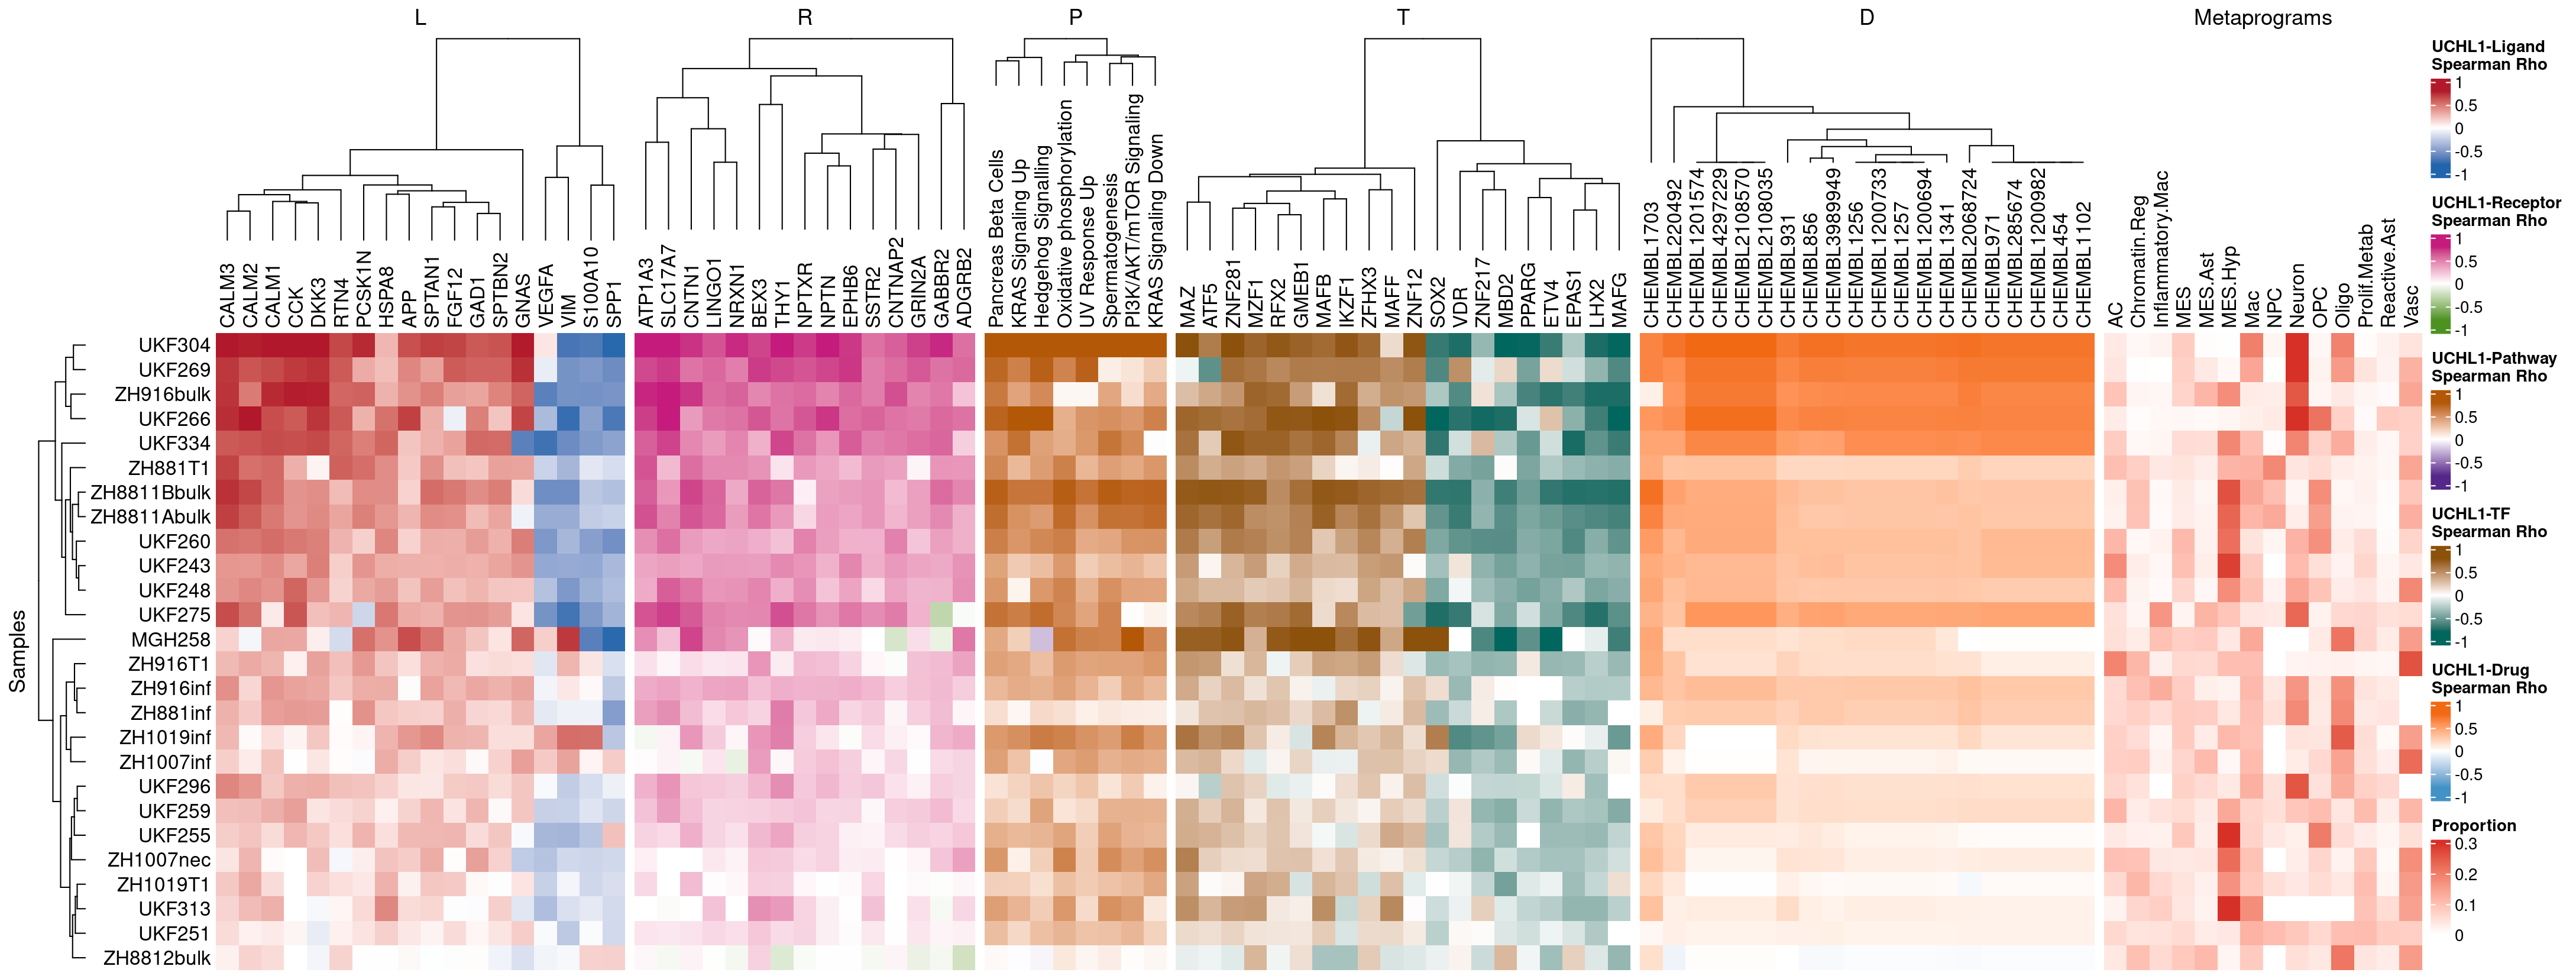 L
R
P
T
D
Metaprograms
CALM3
CALM2
CALM1
CCK
DKK3
RTN4
PCSK1N
HSPA8
APP
SPTAN1
FGF12
GAD1
SPTBN2
GNAS
VEGFA
VIM
S100A10
SPP1
ATP1A3
SLC17A7
CNTN1
LINGO1
NRXN1
BEX3
THY1
NPTXR
NPTN
EPHB6
SSTR2
CNTNAP2
GRIN2A
GABBR2
ADGRB2
Pancreas Beta Cells
KRAS Signaling Up
Hedgehog Signalling
Oxidative phosphorylation
UV Response Up
Spermatogenesis
PI3K/AKT/mTOR Signaling
KRAS Signaling Down
MAZ
ATF5
ZNF281
MZF1
RFX2
GMEB1
MAFB
IKZF1
ZFHX3
MAFF
ZNF12
SOX2
VDR
ZNF217
MBD2
PPARG
ETV4
EPAS1
LHX2
MAFG
CHEMBL1703
CHEMBL220492
CHEMBL1201574
CHEMBL4297229
CHEMBL2108570
CHEMBL2108035
CHEMBL931
CHEMBL856
CHEMBL3989949
CHEMBL1256
CHEMBL1200733
CHEMBL1257
CHEMBL1200694
CHEMBL1341
CHEMBL2068724
CHEMBL971
CHEMBL285674
CHEMBL1200982
CHEMBL454
CHEMBL1102
AC
Chromatin.Reg
Inflammatory.Mac
MES
MES.Ast
MES.Hyp
Mac
NPC
Neuron
OPC
Oligo
Prolif.Metab
Reactive.Ast
Vasc
Samples
UKF304
UKF269
ZH916bulk
UKF266
UKF334
ZH881T1
ZH8811Bbulk
ZH8811Abulk
UKF260
UKF243
UKF248
UKF275
MGH258
ZH916T1
ZH916inf
ZH881inf
ZH1019inf
ZH1007inf
UKF296
UKF259
UKF255
ZH1007nec
ZH1019T1
UKF313
UKF251
ZH8812bulk
UCHL1-Ligand
Spearman Rho
1
0.5
0
-0.5
-1
UCHL1-Receptor
Spearman Rho
1
0.5
0
-0.5
-1
UCHL1-Pathway
Spearman Rho
1
0.5
0
-0.5
-1
UCHL1-TF
Spearman Rho
1
0.5
0
-0.5
-1
UCHL1-Drug
Spearman Rho
1
0.5
0
-0.5
-1
Proportion
0.3
0.2
0.1
0